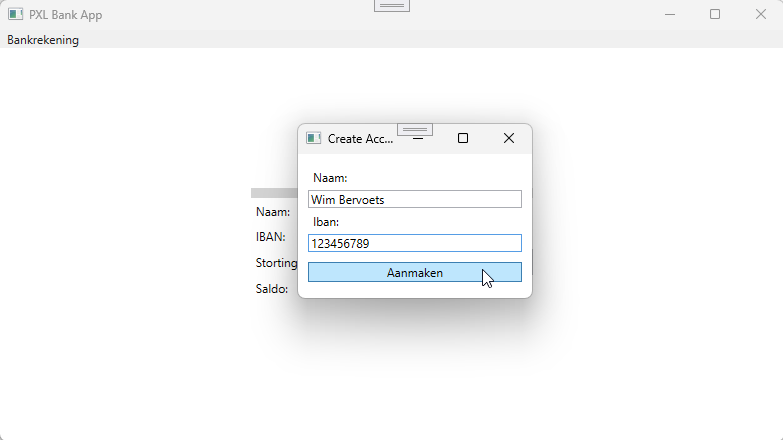 PXL Bank App
Bankrekening
Create Acc...
Naam:
Wim Bervoets
Iban:
123456789
Aanmaken
Naam:
IBAN:
Storting
Saldo: